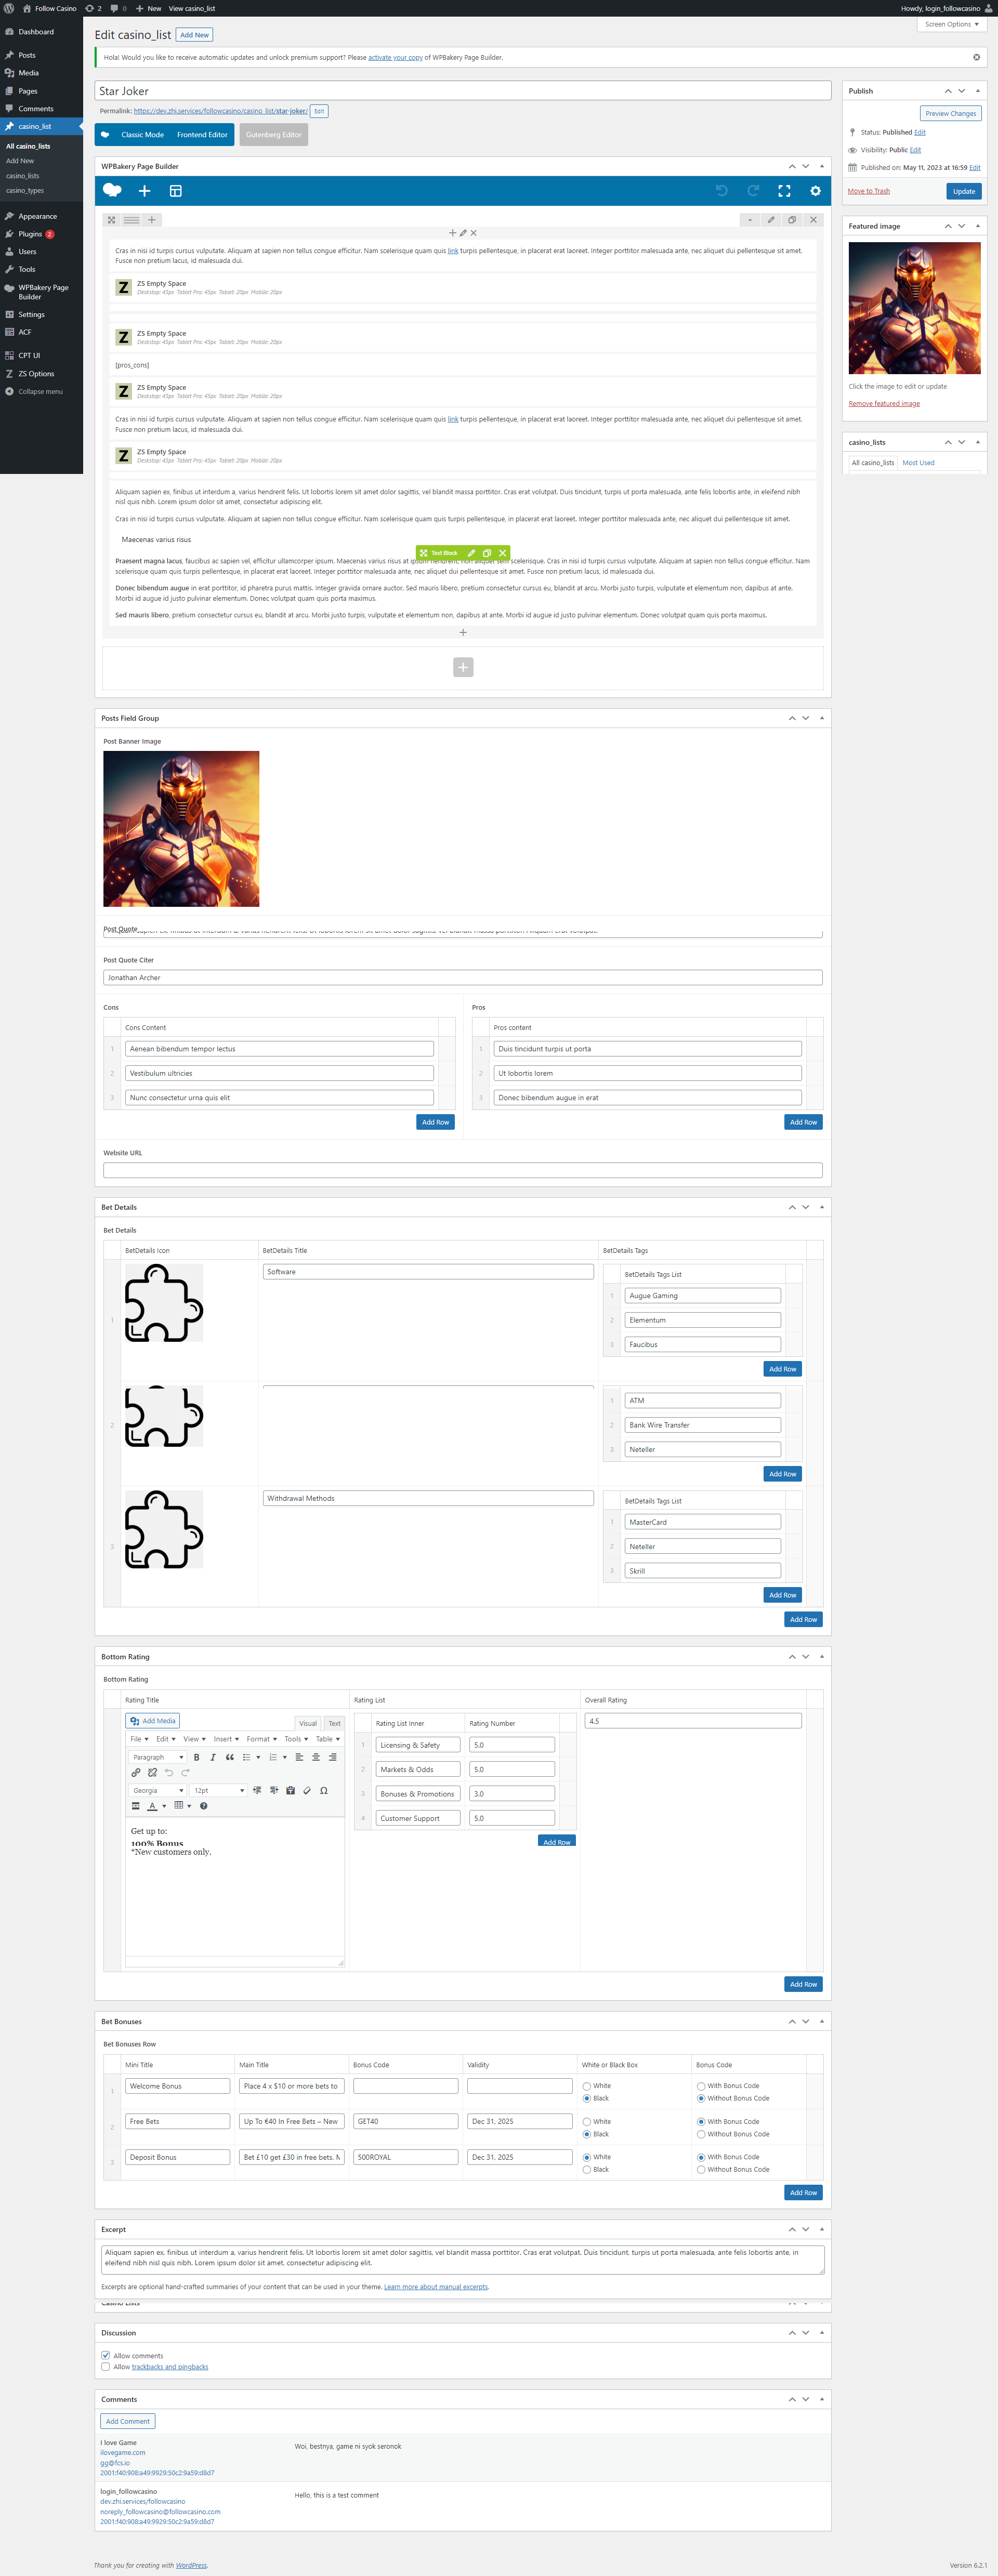 Follow Casino 2 0 New View casino_list Howdy, login_followcasino
Screen Options
Dashboard
Posts
Media
Pages
Comments
casino_list
All casino_lists
Add New
casino_lists
casino_types
Appearance
Plugins 2
Users
Tools
WPBakery Page
Builder
Settings
ACF
CPT UI
ZS Options
Collapse menu
Edit casino_list Add New
Hola! Would you like to receive automatic updates and unlock premium support? Please activate your copy of WPBakery Page Builder.
Star Joker
Permalink: https://dev.zhi.services/followcasino/casino_list/star-joker/ Edit
Classic Mode Frontend Editor Gutenberg Editor
WPBakery Page Builder
Cras in nisi id turpis cursus vulputate. Aliquam at sapien non tellus congue efficitur. Nam scelerisque quam quis link turpis pellentesque, in placerat erat laoreet. Integer porttitor malesuada ante, nec aliquet dui pellentesque sit amet.
Fusce non pretium lacus, id malesuada dui.
ZS Empty Space
Deskstop: 45px Tablet Pro: 45px Tablet: 20px Mobile: 20px
ZS Empty Space
Deskstop: 45px Tablet Pro: 45px Tablet: 20px Mobile: 20px
[pros_cons]
ZS Empty Space
Deskstop: 45px Tablet Pro: 45px Tablet: 20px Mobile: 20px
Cras in nisi id turpis cursus vulputate. Aliquam at sapien non tellus congue efficitur. Nam scelerisque quam quis link turpis pellentesque, in placerat erat laoreet. Integer porttitor malesuada ante, nec aliquet dui pellentesque sit amet.
Fusce non pretium lacus, id malesuada dui.
ZS Empty Space
Deskstop: 45px Tablet Pro: 45px Tablet: 20px Mobile: 20px
Aliquam sapien ex, finibus ut interdum a, varius hendrerit felis. Ut lobortis lorem sit amet dolor sagittis, vel blandit massa porttitor. Cras erat volutpat. Duis tincidunt, turpis ut porta malesuada, ante felis lobortis ante, in eleifend nibh
nisl quis nibh. Lorem ipsum dolor sit amet, consectetur adipiscing elit.
Cras in nisi id turpis cursus vulputate. Aliquam at sapien non tellus congue efficitur. Nam scelerisque quam quis turpis pellentesque, in placerat erat laoreet. Integer porttitor malesuada ante, nec aliquet dui pellentesque sit amet.
Maecenas varius risus
Text Block
Praesent magna lacus, faucibus ac sapien vel, efficitur ullamcorper ipsum. Maecenas varius risus at ipsum hendrerit, non aliquet sem scelerisque. Cras in nisi id turpis cursus vulputate. Aliquam at sapien non tellus congue efficitur. Nam
scelerisque quam quis turpis pellentesque, in placerat erat laoreet. Integer porttitor malesuada ante, nec aliquet dui pellentesque sit amet. Fusce non pretium lacus, id malesuada dui.
Donec bibendum augue in erat porttitor, id pharetra purus mattis. Integer gravida ornare auctor. Sed mauris libero, pretium consectetur cursus eu, blandit at arcu. Morbi justo turpis, vulputate et elementum non, dapibus at ante.
Morbi id augue id justo pulvinar elementum. Donec volutpat quam quis porta maximus.
Sed mauris libero, pretium consectetur cursus eu, blandit at arcu. Morbi justo turpis, vulputate et elementum non, dapibus at ante. Morbi id augue id justo pulvinar elementum. Donec volutpat quam quis porta maximus.
Publish
Preview Changes
Status: Published Edit
Visibility: Public Edit
Published on: May 11, 2023 at 16:59 Edit
Move to Trash Update
Featured image
Click the image to edit or update
Remove featured image
casino_lists
All casino_lists Most Used
Posts Field Group
Post Banner Image
Post Quote
Aliquam sapien ex, finibus ut interdum a, varius hendrerit felis. Ut lobortis lorem sit amet dolor sagittis, vel blandit massa porttitor. Aliquam erat volutpat.
Post Quote Citer
Jonathan Archer
Cons Pros
Cons Content Pros content
1 Aenean bibendum tempor lectus 1 Duis tincidunt turpis ut porta
2 Vestibulum ultricies 2 Ut lobortis lorem
3 Nunc consectetur urna quis elit 3 Donec bibendum augue in erat
Add Row Add Row
Website URL
Bet Details
Bet Details
BetDetails Icon BetDetails Title BetDetails Tags
1 Software
BetDetails Tags List
1 Augue Gaming
2 Elementum
3 Faucibus
Add Row
2
1 ATM
2 Bank Wire Transfer
3 Neteller
Add Row
3 Withdrawal Methods
BetDetails Tags List
1 MasterCard
2 Neteller
3 Skrill
Add Row
Add Row
Bottom Rating
Bottom Rating
Rating Title Rating List Overall Rating
Add Media Visual Text
File Edit View Insert Format Tools Table
Paragraph
Georgia 12pt
Get up to:
100% Bonus
*New customers only.
Rating List Inner Rating Number
1 Licensing & Safety 5.0
2 Markets & Odds 5.0
3 Bonuses & Promotions 3.0
4 Customer Support 5.0
Add Row
4.5
Add Row
Bet Bonuses
Bet Bonuses Row
Mini Title Main Title Bonus Code Validity White or Black Box Bonus Code
1 Welcome Bonus Place 4 x $10 or more bets to White With Bonus Code
Black Without Bonus Code
2 Free Bets Up To €40 In Free Bets – New GET40 Dec 31, 2025 White With Bonus Code
Black Without Bonus Code
3 Deposit Bonus Bet £10 get £30 in free bets. 500ROYAL Dec 31, 2025 White With Bonus Code
Black Without Bonus Code
Add Row
Excerpt
Aliquam sapien ex, finibus ut interdum a, varius hendrerit felis. Ut lobortis lorem sit amet dolor sagittis, vel blandit massa porttitor. Cras erat volutpat. Duis tincidunt, turpis ut porta malesuada, ante felis lobortis ante, in
eleifend nibh nisl quis nibh. Lorem ipsum dolor sit amet, consectetur adipiscing elit.
Excerpts are optional hand-crafted summaries of your content that can be used in your theme. Learn more about manual excerpts.
Casino Lists
Discussion
Allow comments
Allow trackbacks and pingbacks
Comments
Add Comment
I love Game
ilovegame.com
gg@fcs.io
2001:f40:908:a49:9929:50c2:9a59:d8d7
Woi, bestnya, game ni syok seronok
login_followcasino
dev.zhi.services/followcasino
noreply_followcasino@followcasino.com
2001:f40:908:a49:9929:50c2:9a59:d8d7
Hello, this is a test comment
Thank you for creating with WordPress. Version 6.2.1